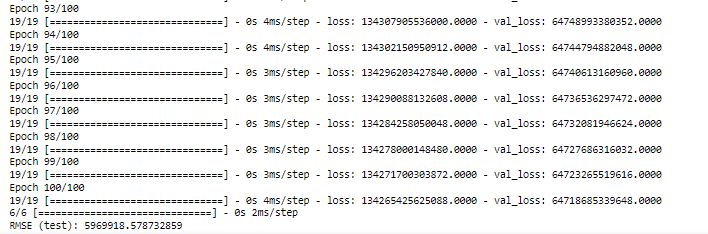 Epoch 93/100
19/19 [==============================] - 0s 4ms/step - loss: 134307905536000.0000 - val_loss: 64748993380352.0000
Epoch 94/100
19/19 [==============================] - 0s 4ms/step - loss: 134302150950912.0000 - val_loss: 64744794882048.0000
Epoch 95/100
19/19 [==============================] - 0s 3ms/step - loss: 134296203427840.0000 - val_loss: 64740613160960.0000
Epoch 96/100
19/19 [==============================] - 0s 3ms/step - loss: 134290088132608.0000 - val_loss: 64736536297472.0000
Epoch 97/100
19/19 [==============================] - 0s 3ms/step - loss: 134284258050048.0000 - val_loss: 64732081946624.0000
Epoch 98/100
19/19 [==============================] - 0s 3ms/step - loss: 134278000148480.0000 - val_loss: 64727686316032.0000
Epoch 99/100
19/19 [==============================] - 0s 3ms/step - loss: 134271700303872.0000 - val_loss: 64723265519616.0000
Epoch 100/100
19/19 [==============================] - 0s 4ms/step - loss: 134265425625088.0000 - val_loss: 64718685339648.0000
6/6 [==============================] - 0s 2ms/step
RMSE (test): 5969918.578732859